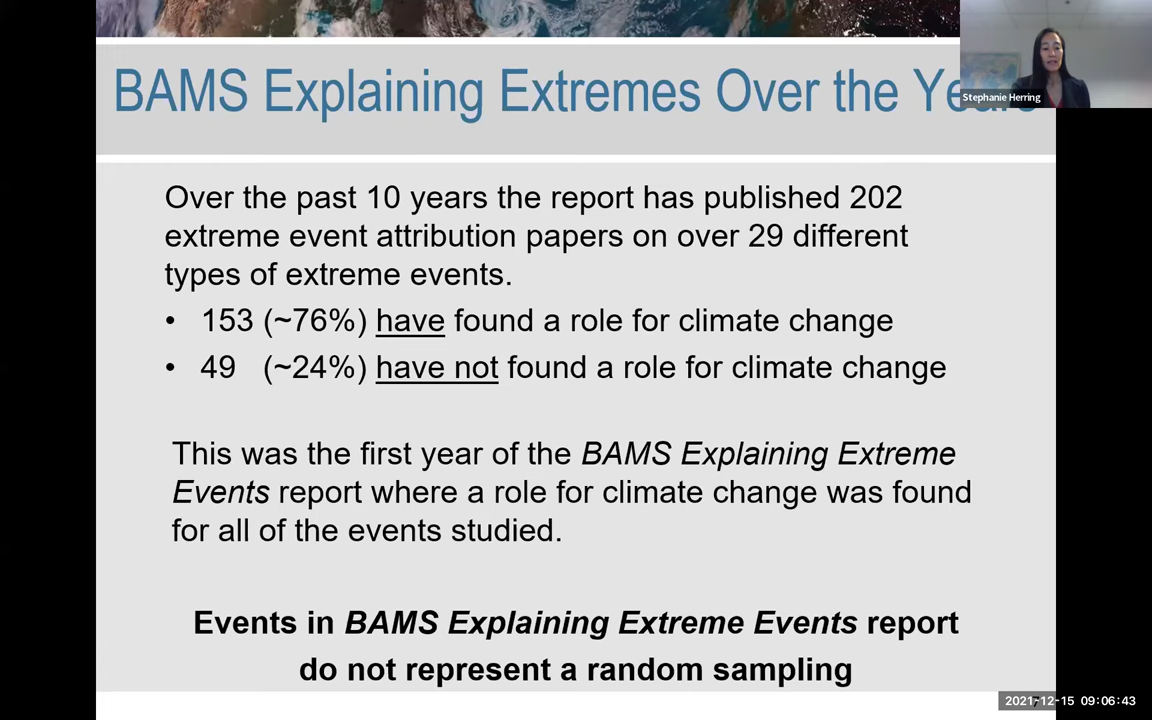 BAMS Explaining Extremes Over the Years
Stephanie Herring
Over the past 10 years the report has published 202
extreme event attribution papers on over 29 different
types of extreme events.
• 153 (~76%) have found a role for climate change
• 49 (~24%) have not found a role for climate change
This was the first year of the BAMS Explaining Extreme
Events report where a role for climate change was found
for all of the events studied.
Events in BAMS Explaining Extreme Events report
do not represent a random sampling
2021-12-15 09:06:43